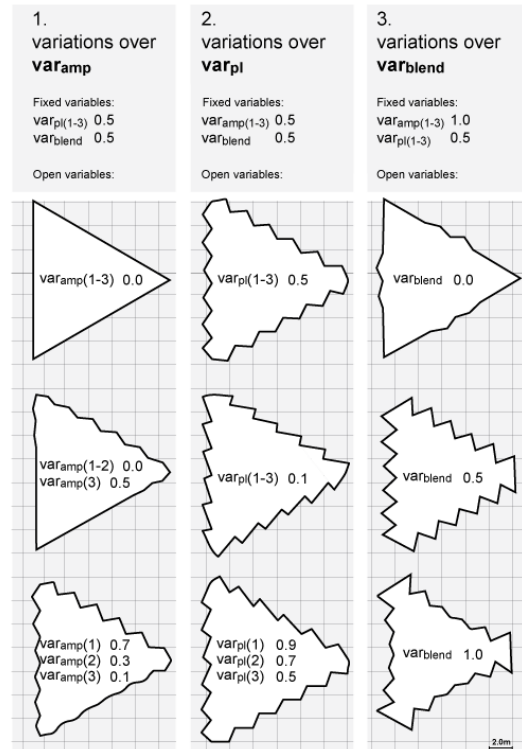 1.
variations over
varamp
Fixed variables:
varpl(1-3) 0.5
varblend 0.5
Open variables:
varamp(1-3) 0.0
varamp(1-2) 0.0
varamp(3) 0.5
varamp(1) 0.7
varamp(2) 0.3
varamp(3) 0.1
2.
variations over
varpl
Fixed variables:
varamp(1-3) 0.5
varblend 0.5
Open variables:
varpl(1-3) 0.5
varpl(1-3) 0.1
varpl(1) 0.9
varpl(2) 0.7
varpl(3) 0.5
3.
variations over
varblend
Fixed variables:
varamp(1-3) 1.0
varpl(1-3) 0.5
Open variables:
varblend 0.0
varblend 0.5
varblend 1.0
2.0m